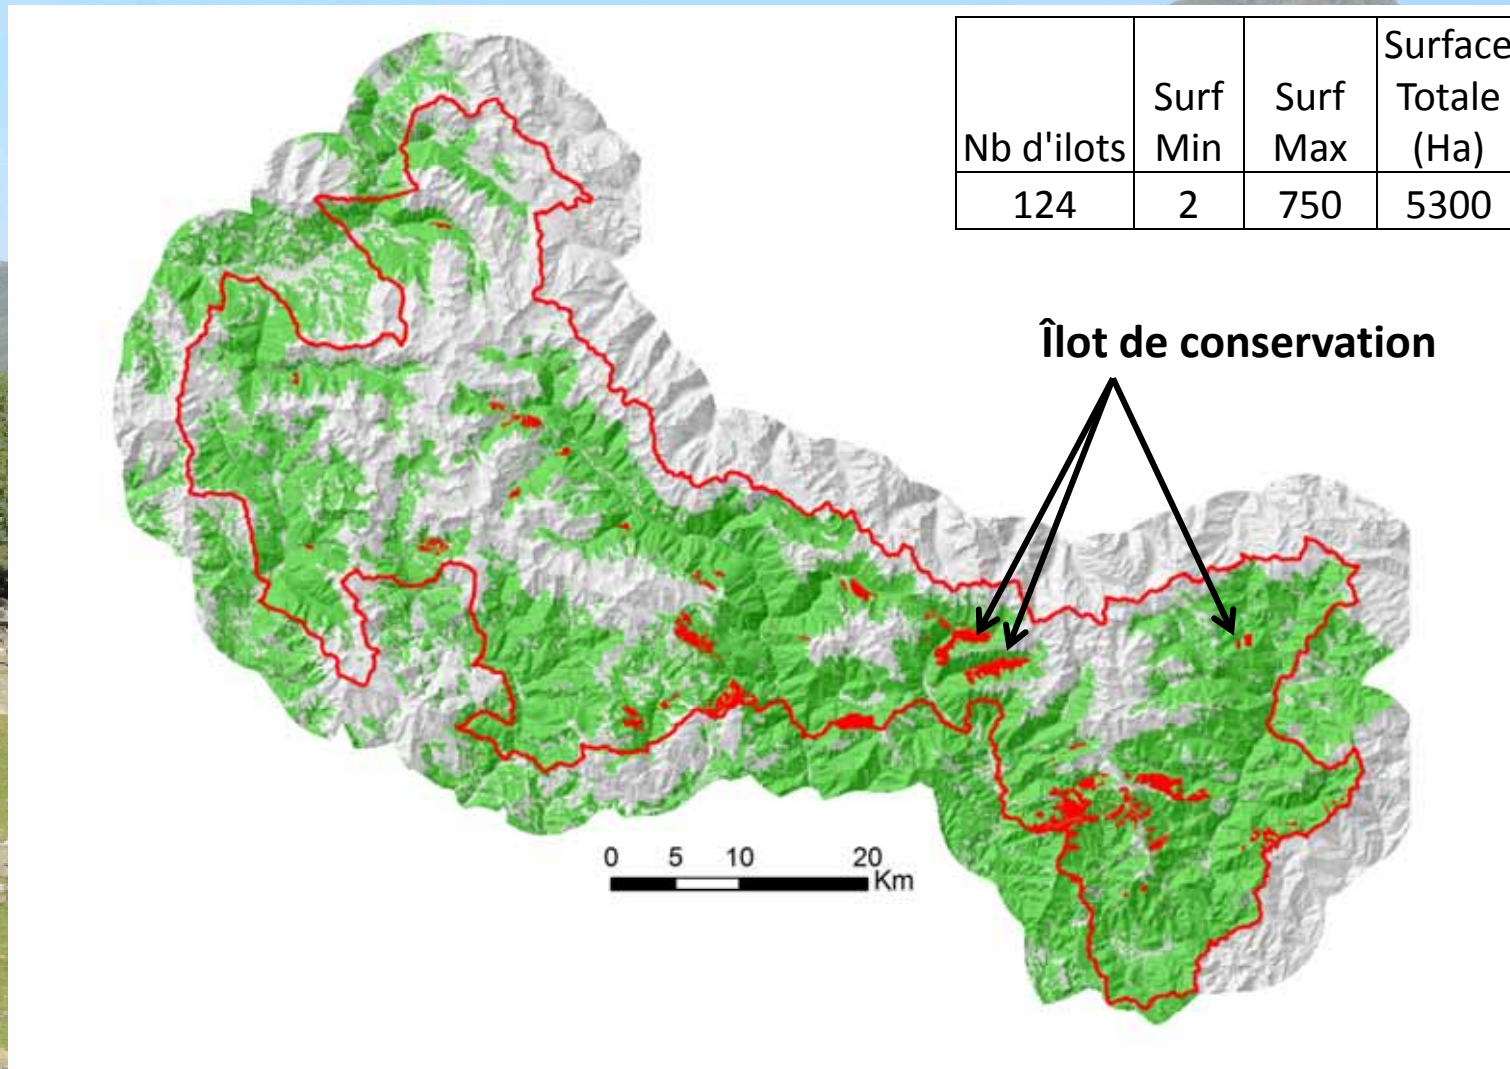 Nb d'ilots Surf Min Surf Max Surface Totale (Ha)
124 2 750 5300
Îlot de conservation
0 5 10 20 Km